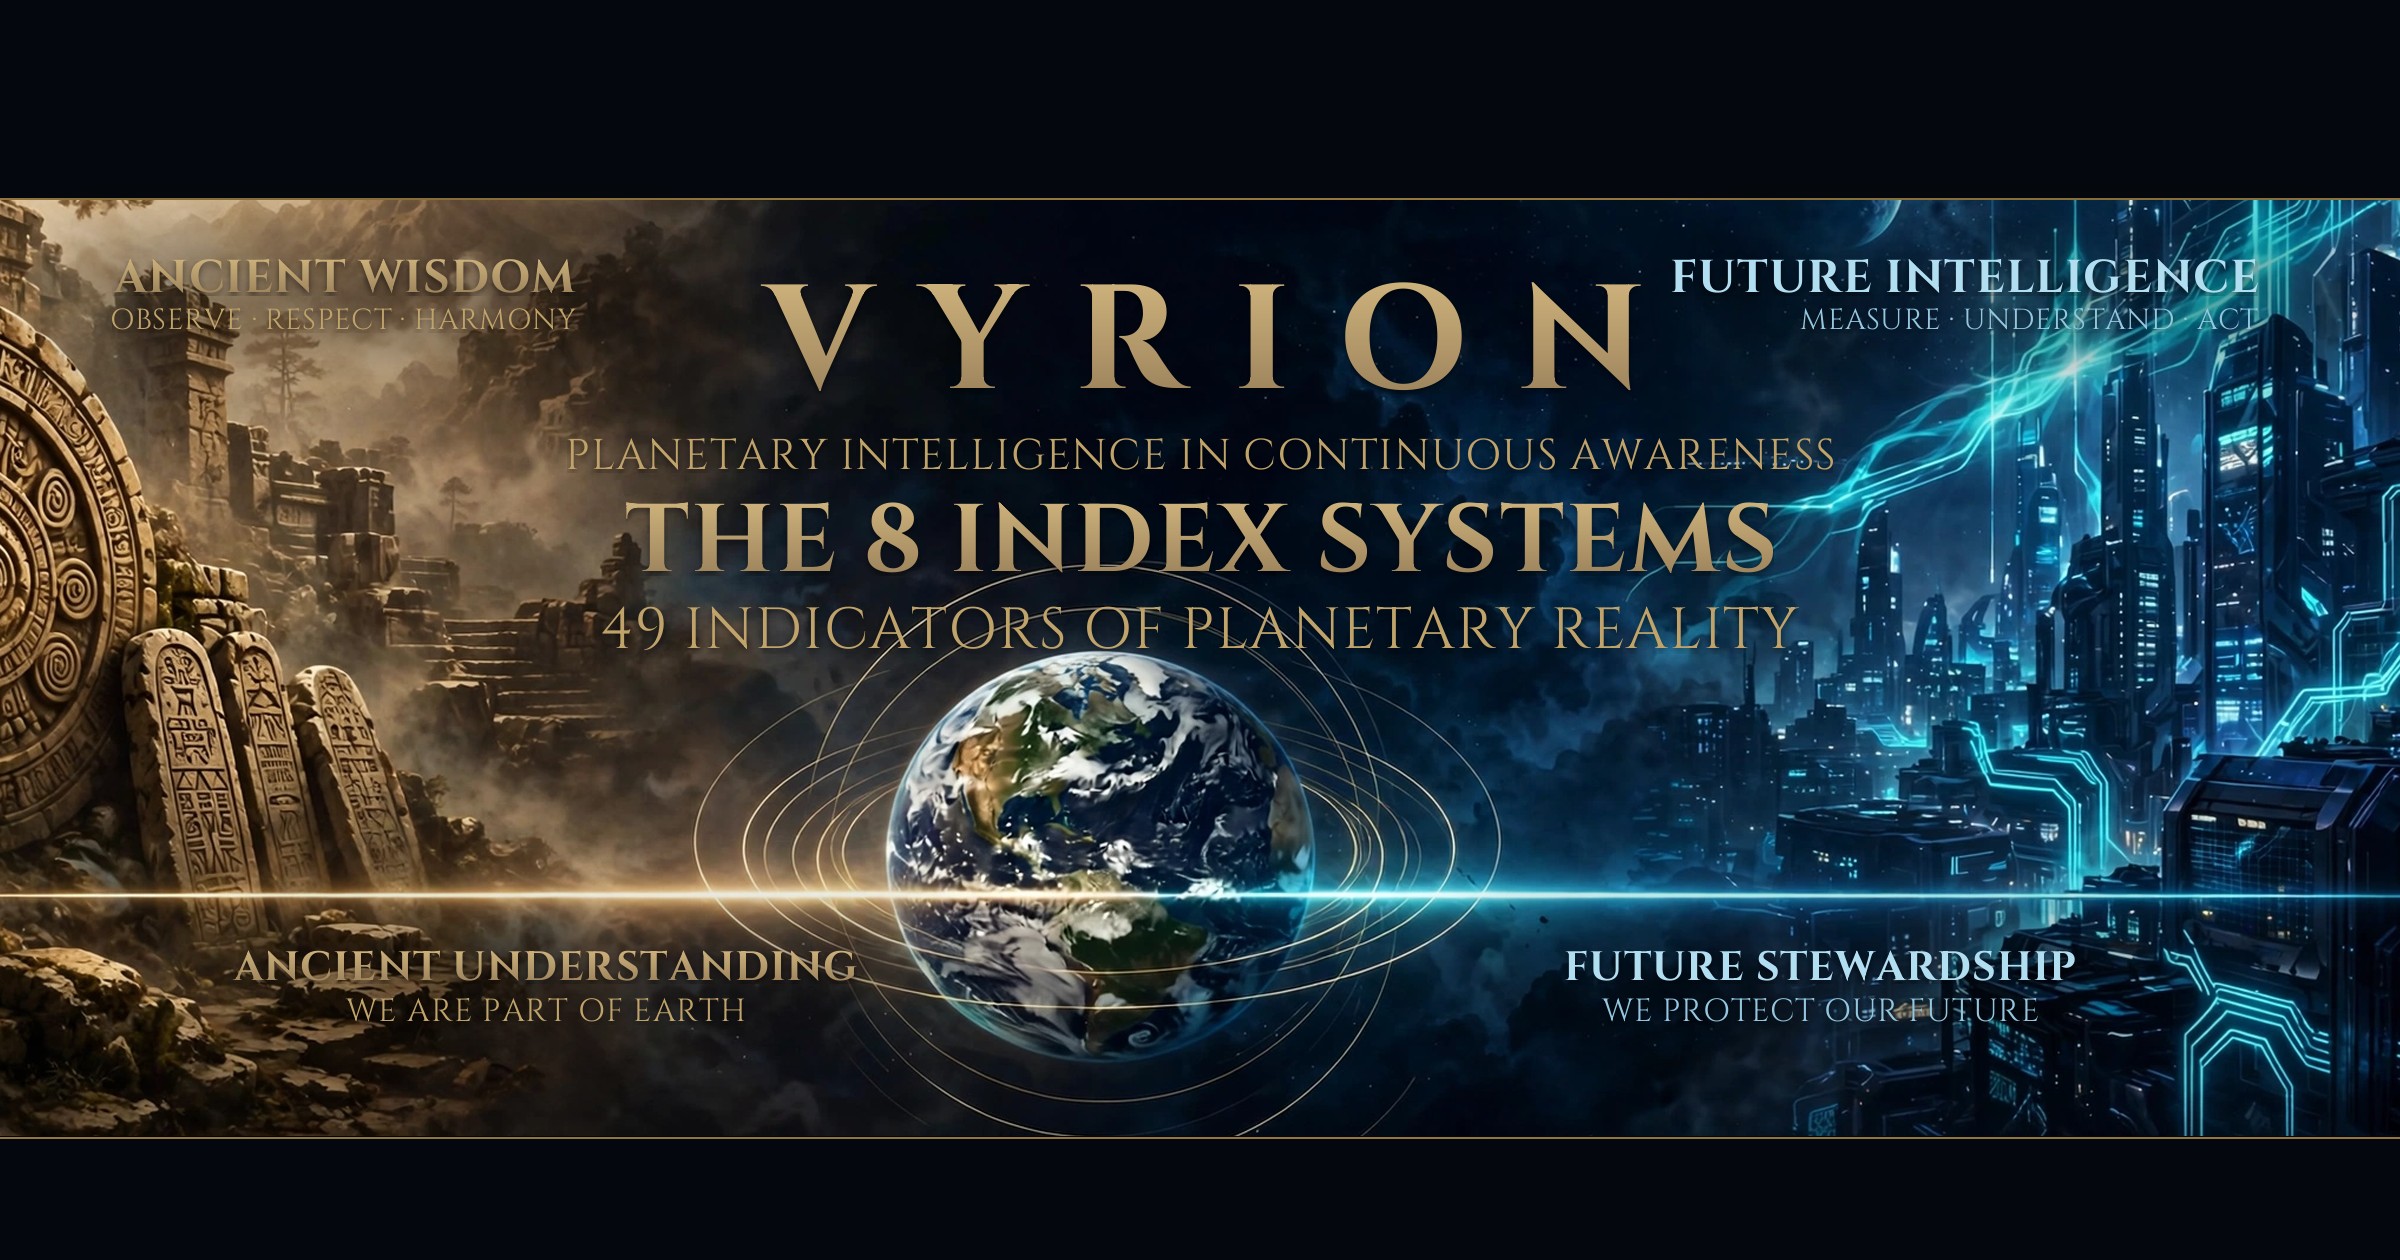 ANCIENT WISDOM
OBSERVE · RESPECT · HARMONY
VYRION
FUTURE INTELLIGENCE
MEASURE · UNDERSTAND · ACT
PLANETARY INTELLIGENCE IN CONTINUOUS AWARENESS
THE 8 INDEX SYSTEMS
49 INDICATORS OF PLANETARY REALITY
ANCIENT UNDERSTANDING
WE ARE PART OF EARTH
FUTURE STEWARDSHIP
WE PROTECT OUR FUTURE